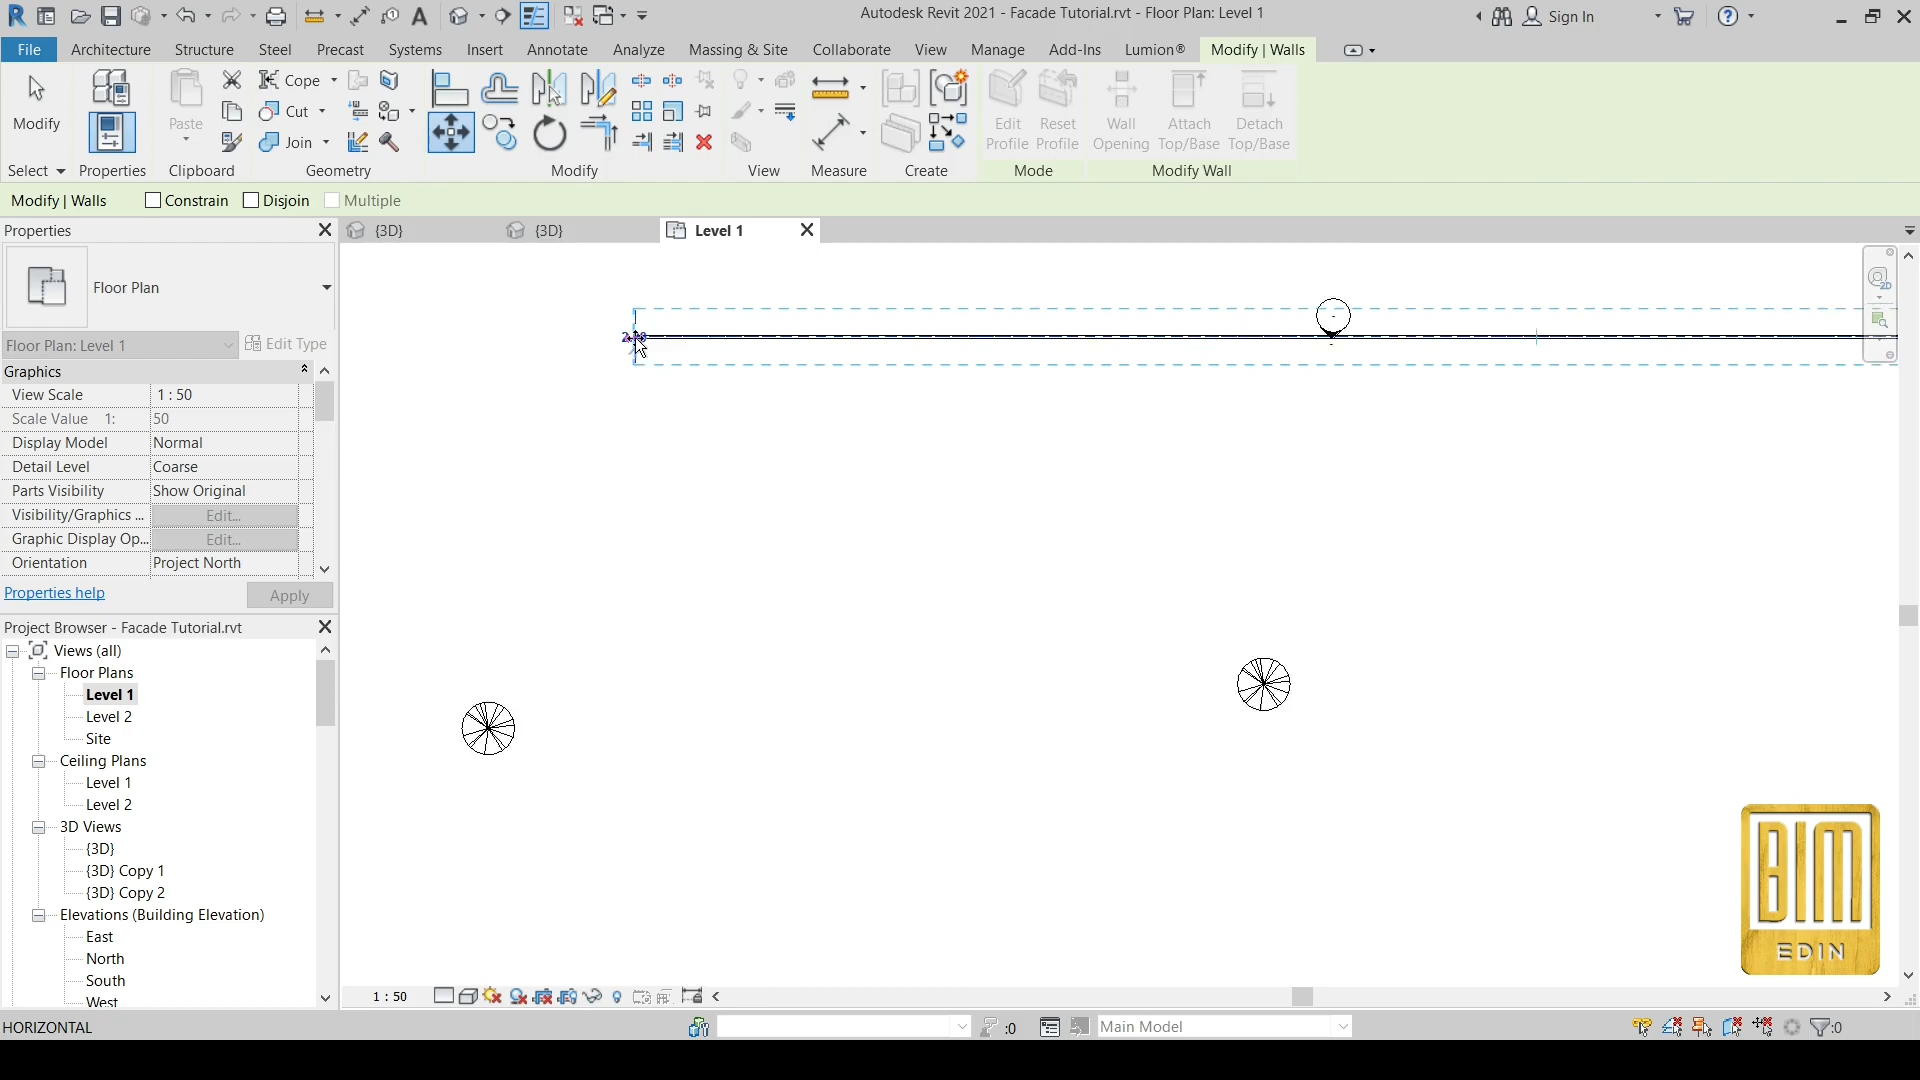 Autodesk Revit 2021 - Facade Tutorial.rvt - Floor Plan: Level 1
Sign In
File Architecture Structure Steel Precast Systems Insert Annotate Analyze Massing & Site Collaborate View Manage Add-Ins Lumion® Modify | Walls
Modify
Paste
Cope
Cut
Join
Edit Profile
Reset Profile
Wall Opening
Attach Top/Base
Detach Top/Base
Select Properties Clipboard Geometry Modify View Measure Create Mode Modify Wall
Modify | Walls Constrain Disjoin Multiple
Properties
{3D} {3D} Level 1
Floor Plan
Floor Plan: Level 1 Edit Type
Graphics
View Scale 1 : 50
Scale Value 1: 50
Display Model Normal
Detail Level Coarse
Parts Visibility Show Original
Visibility/Graphics ... Edit...
Graphic Display Op... Edit...
Orientation Project North
Properties help Apply
Project Browser - Facade Tutorial.rvt
Views (all)
Floor Plans
Level 1
Level 2
Site
Ceiling Plans
Level 1
Level 2
3D Views
{3D}
{3D} Copy 1
{3D} Copy 2
Elevations (Building Elevation)
East
North
South
West
BIM
EDIN
1 : 50
HORIZONTAL
:0
Main Model
:0
2D